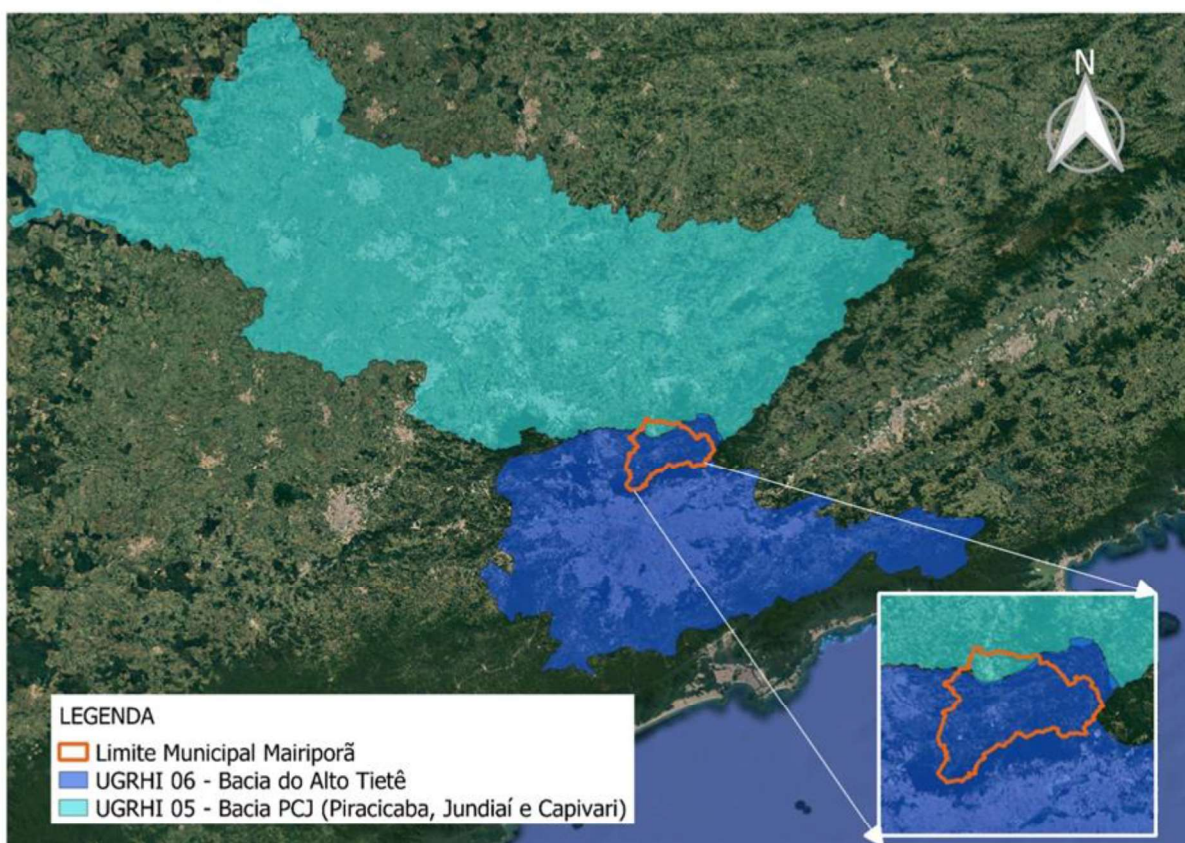 N
LEGENDA
Limite Municipal Mairiporã
UGRHI 06 - Bacia do Alto Tietê
UGRHI 05 - Bacia PCJ (Piracicaba, Jundiaí e Capivari)